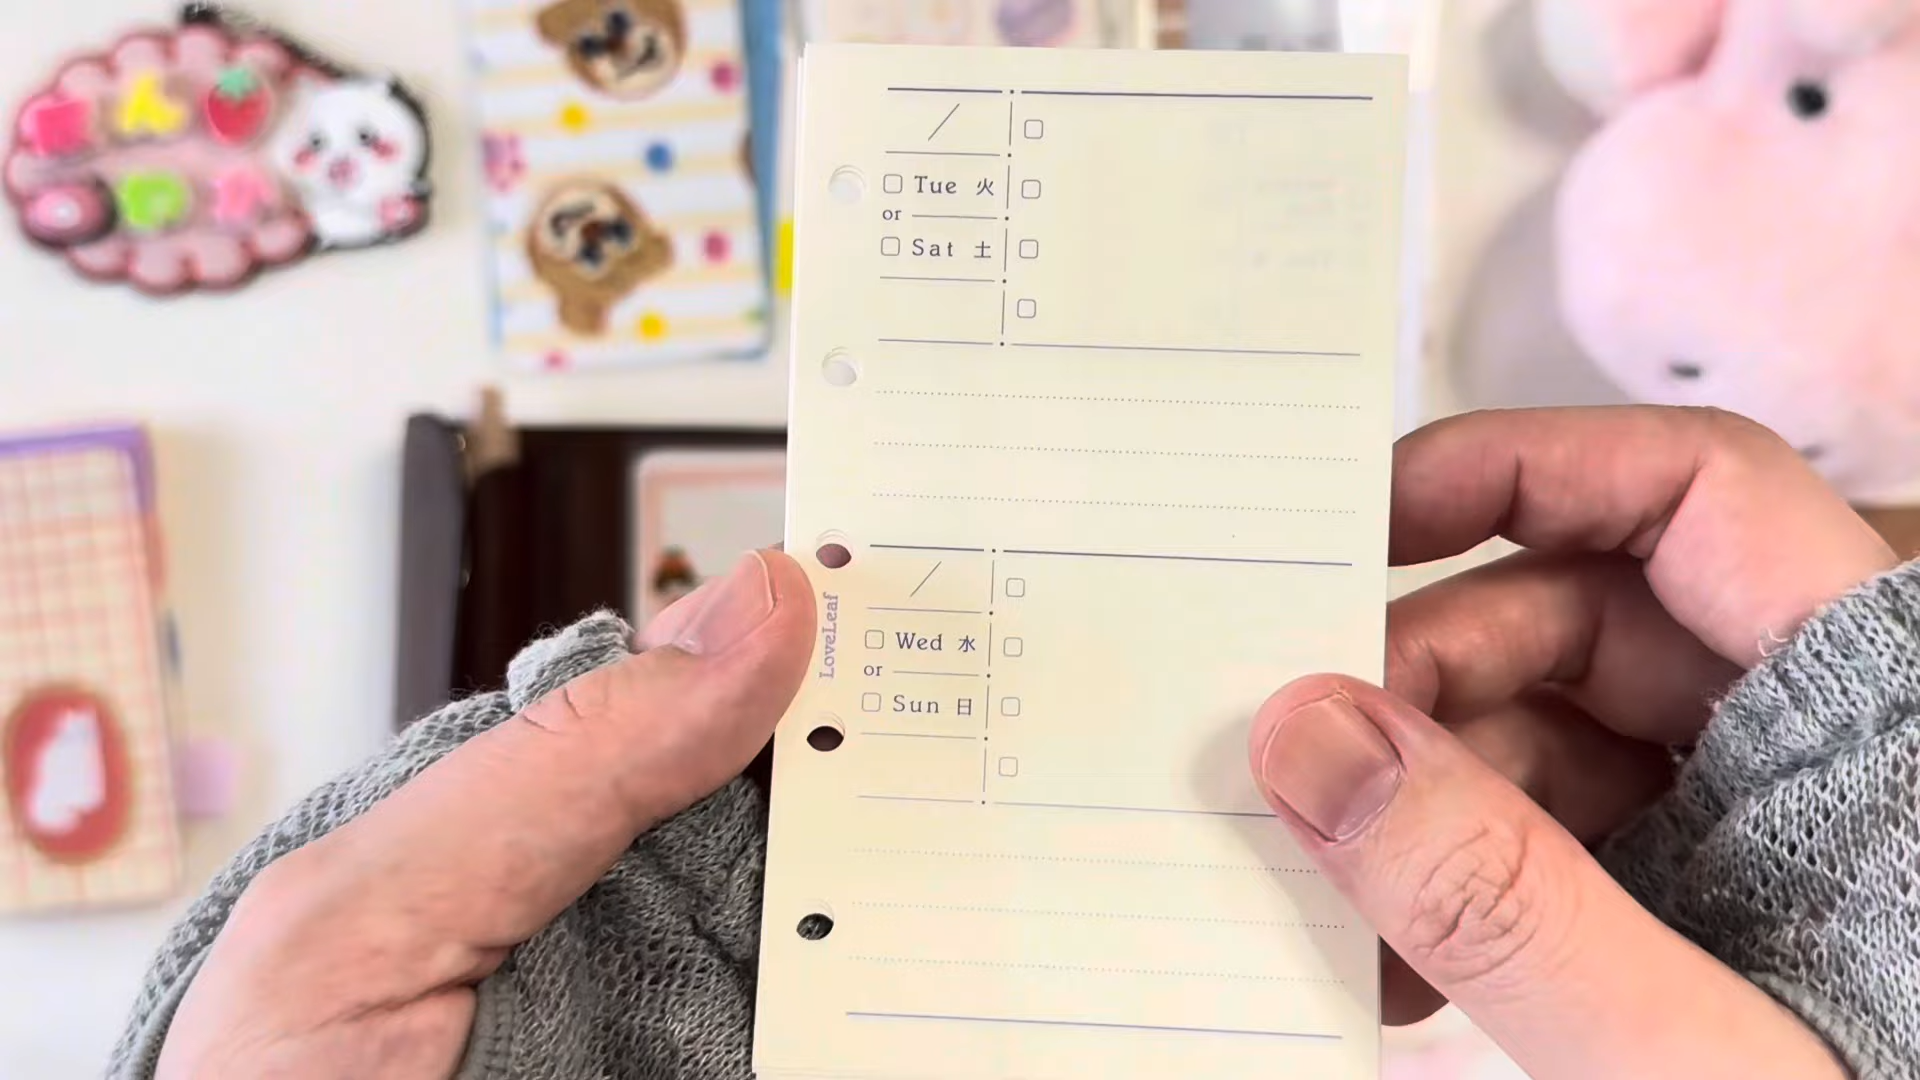 /
Tue 火
or
Sat 土
/
Wed 水
or
Sun 日
LoveLeaf